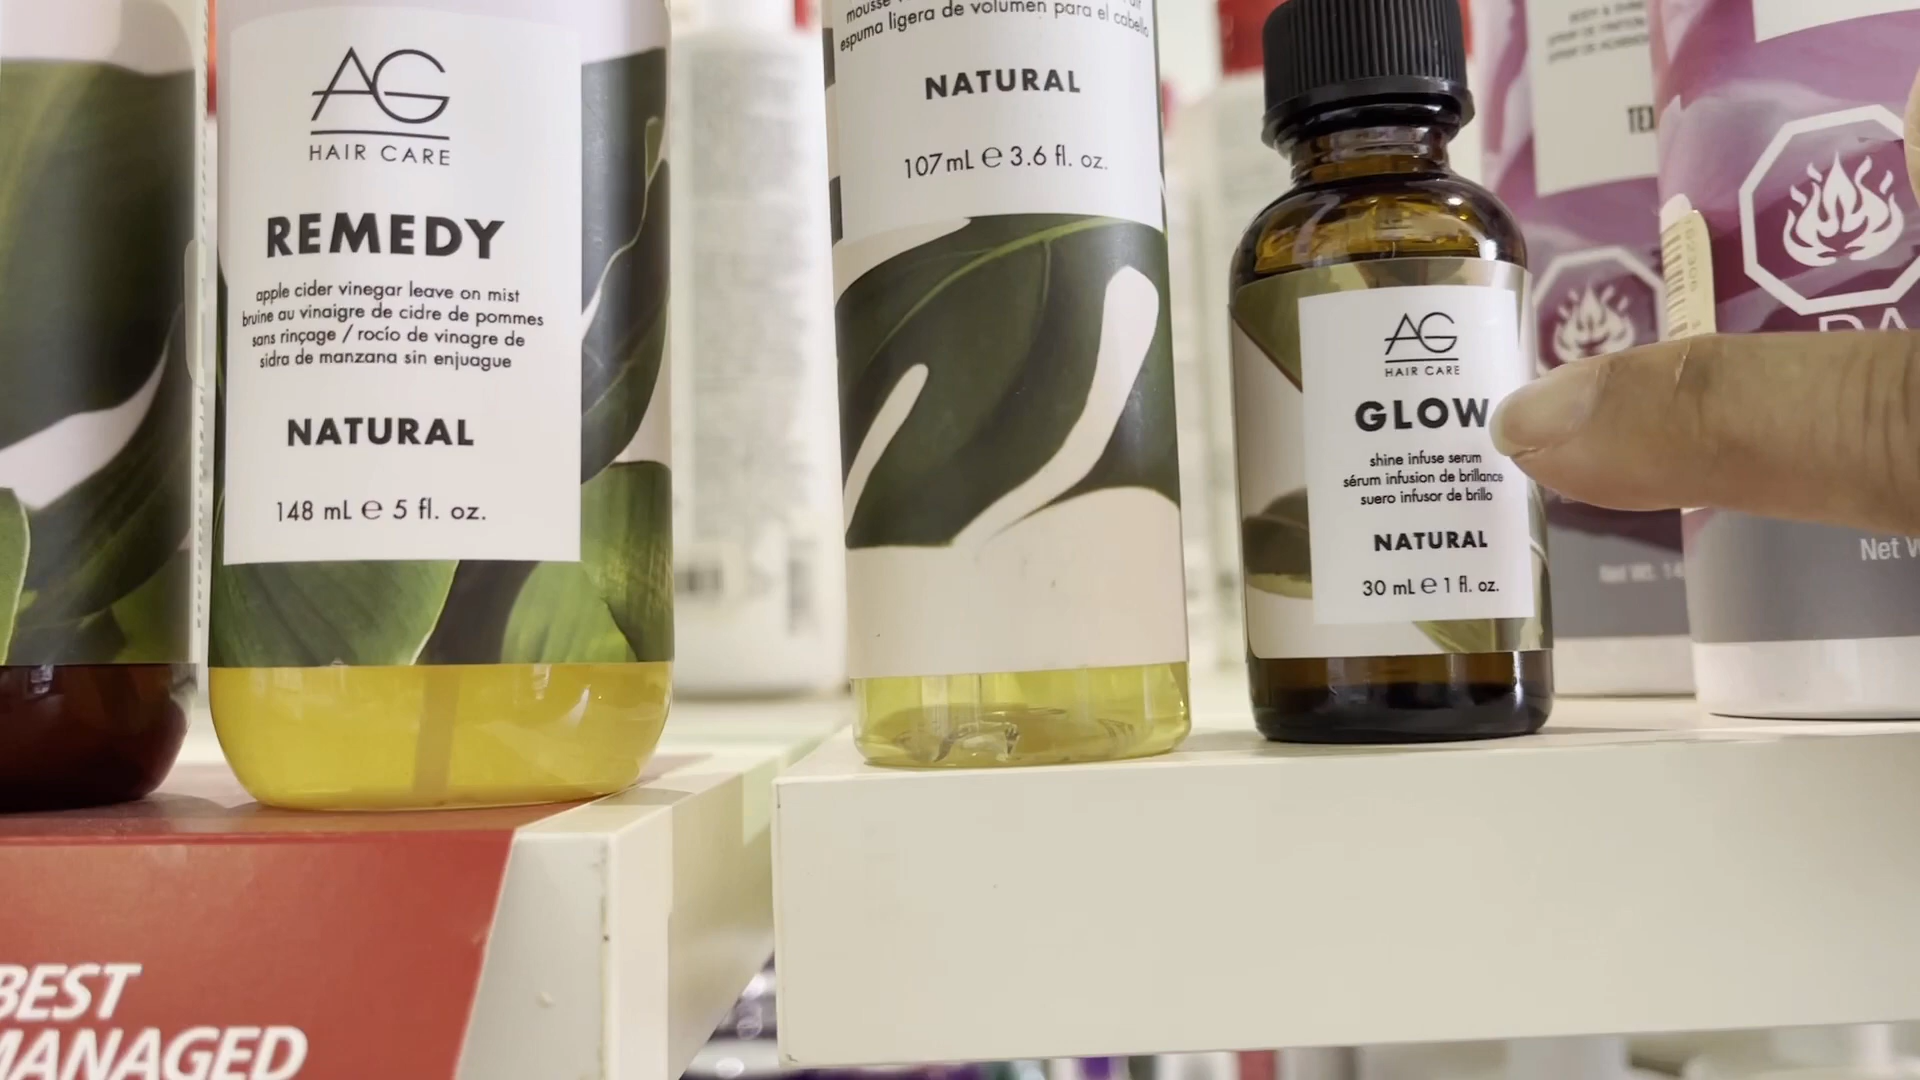 AG
HAIR CARE
REMEDY
apple cider vinegar leave on mist
bruine au vinaigre de cidre de pommes
sans rinçage / rocío de vinagre de
sidra de manzana sin enjuague
NATURAL
148 mL e 5 fl. oz.
mousse
espuma ligera de volumen para el cabello
NATURAL
107 mL e 3.6 fl. oz.
AG
HAIR CARE
GLOW
shine infuse serum
sérum infusion de brillance
suero infusor de brillo
NATURAL
30 mL e 1 fl. oz.
BEST
MANAGED